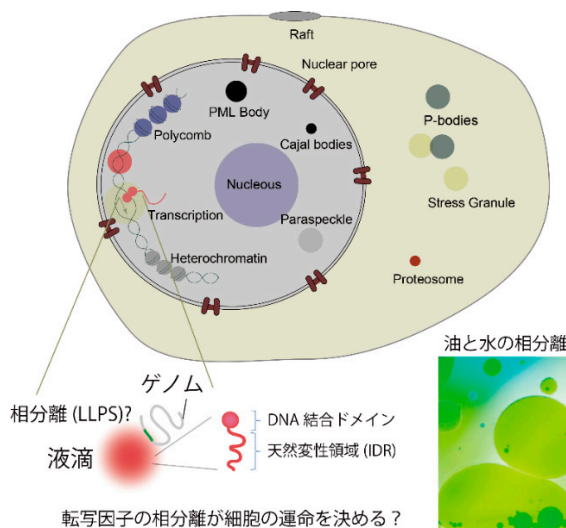 Raft
Nuclear pore
PML Body
P-bodies
Polycomb
Cajal bodies
Nucleous
Stress Granule
Transcription
Paraspeckle
Heterochromatin
Proteosome
油と水の相分離
ゲノム
相分離 (LLPS)?
液滴
DNA 結合ドメイン
天然変性領域 (IDR)
転写因子の相分離が細胞の運命を決める？